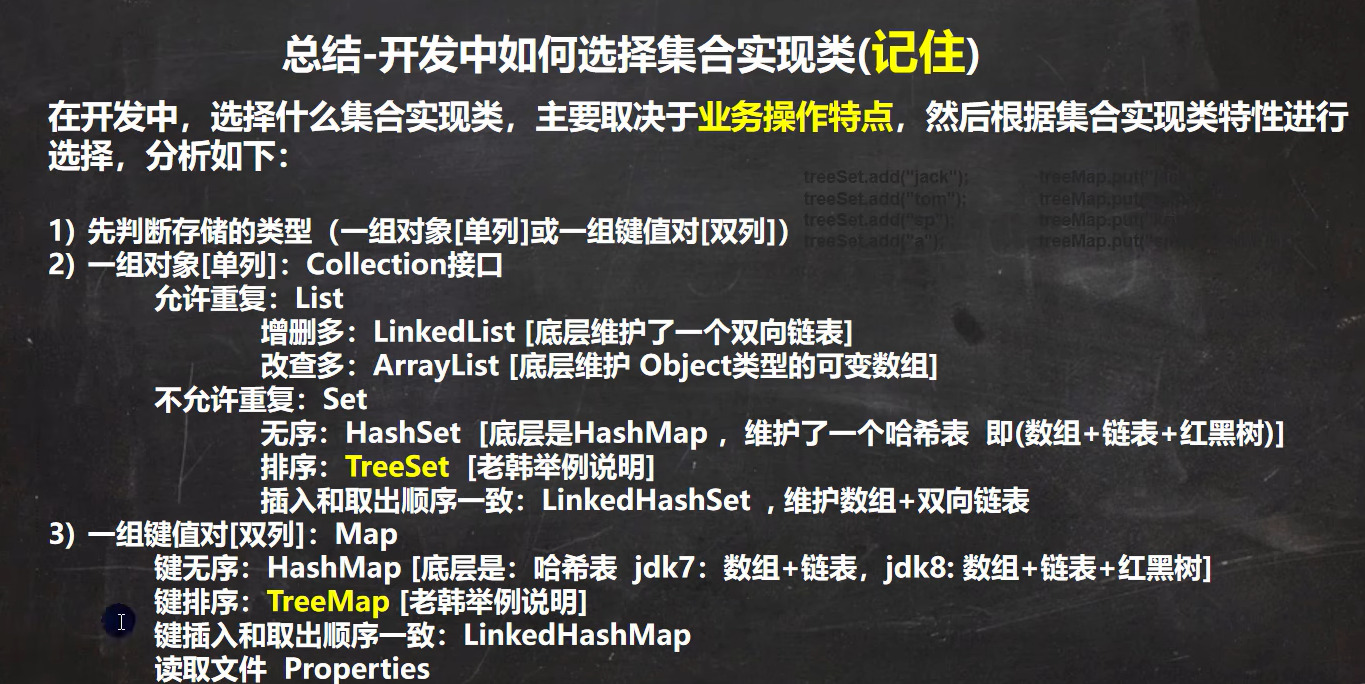 总结-开发中如何选择集合实现类(记住)
在开发中，选择什么集合实现类，主要取决于业务操作特点，然后根据集合实现类特性进行
选择，分析如下：
treeSet.add("jack");
treeSet.add("tom");
treeSet.add("sp");
treeSet.add("a");
treeMap.put("
treeMap.put("
treeMap.put("
treeMap.put("
1) 先判断存储的类型（一组对象[单列]或一组键值对[双列]）
2) 一组对象[单列]：Collection接口
允许重复：List
增删多：LinkedList [底层维护了一个双向链表]
改查多：ArrayList [底层维护 Object类型的可变数组]
不允许重复：Set
无序：HashSet [底层是HashMap ，维护了一个哈希表 即(数组+链表+红黑树)]
排序：TreeSet [老韩举例说明]
插入和取出顺序一致：LinkedHashSet ，维护数组+双向链表
3) 一组键值对[双列]：Map
键无序：HashMap [底层是：哈希表 jdk7：数组+链表，jdk8: 数组+链表+红黑树]
键排序：TreeMap [老韩举例说明]
键插入和取出顺序一致：LinkedHashMap
读取文件 Properties